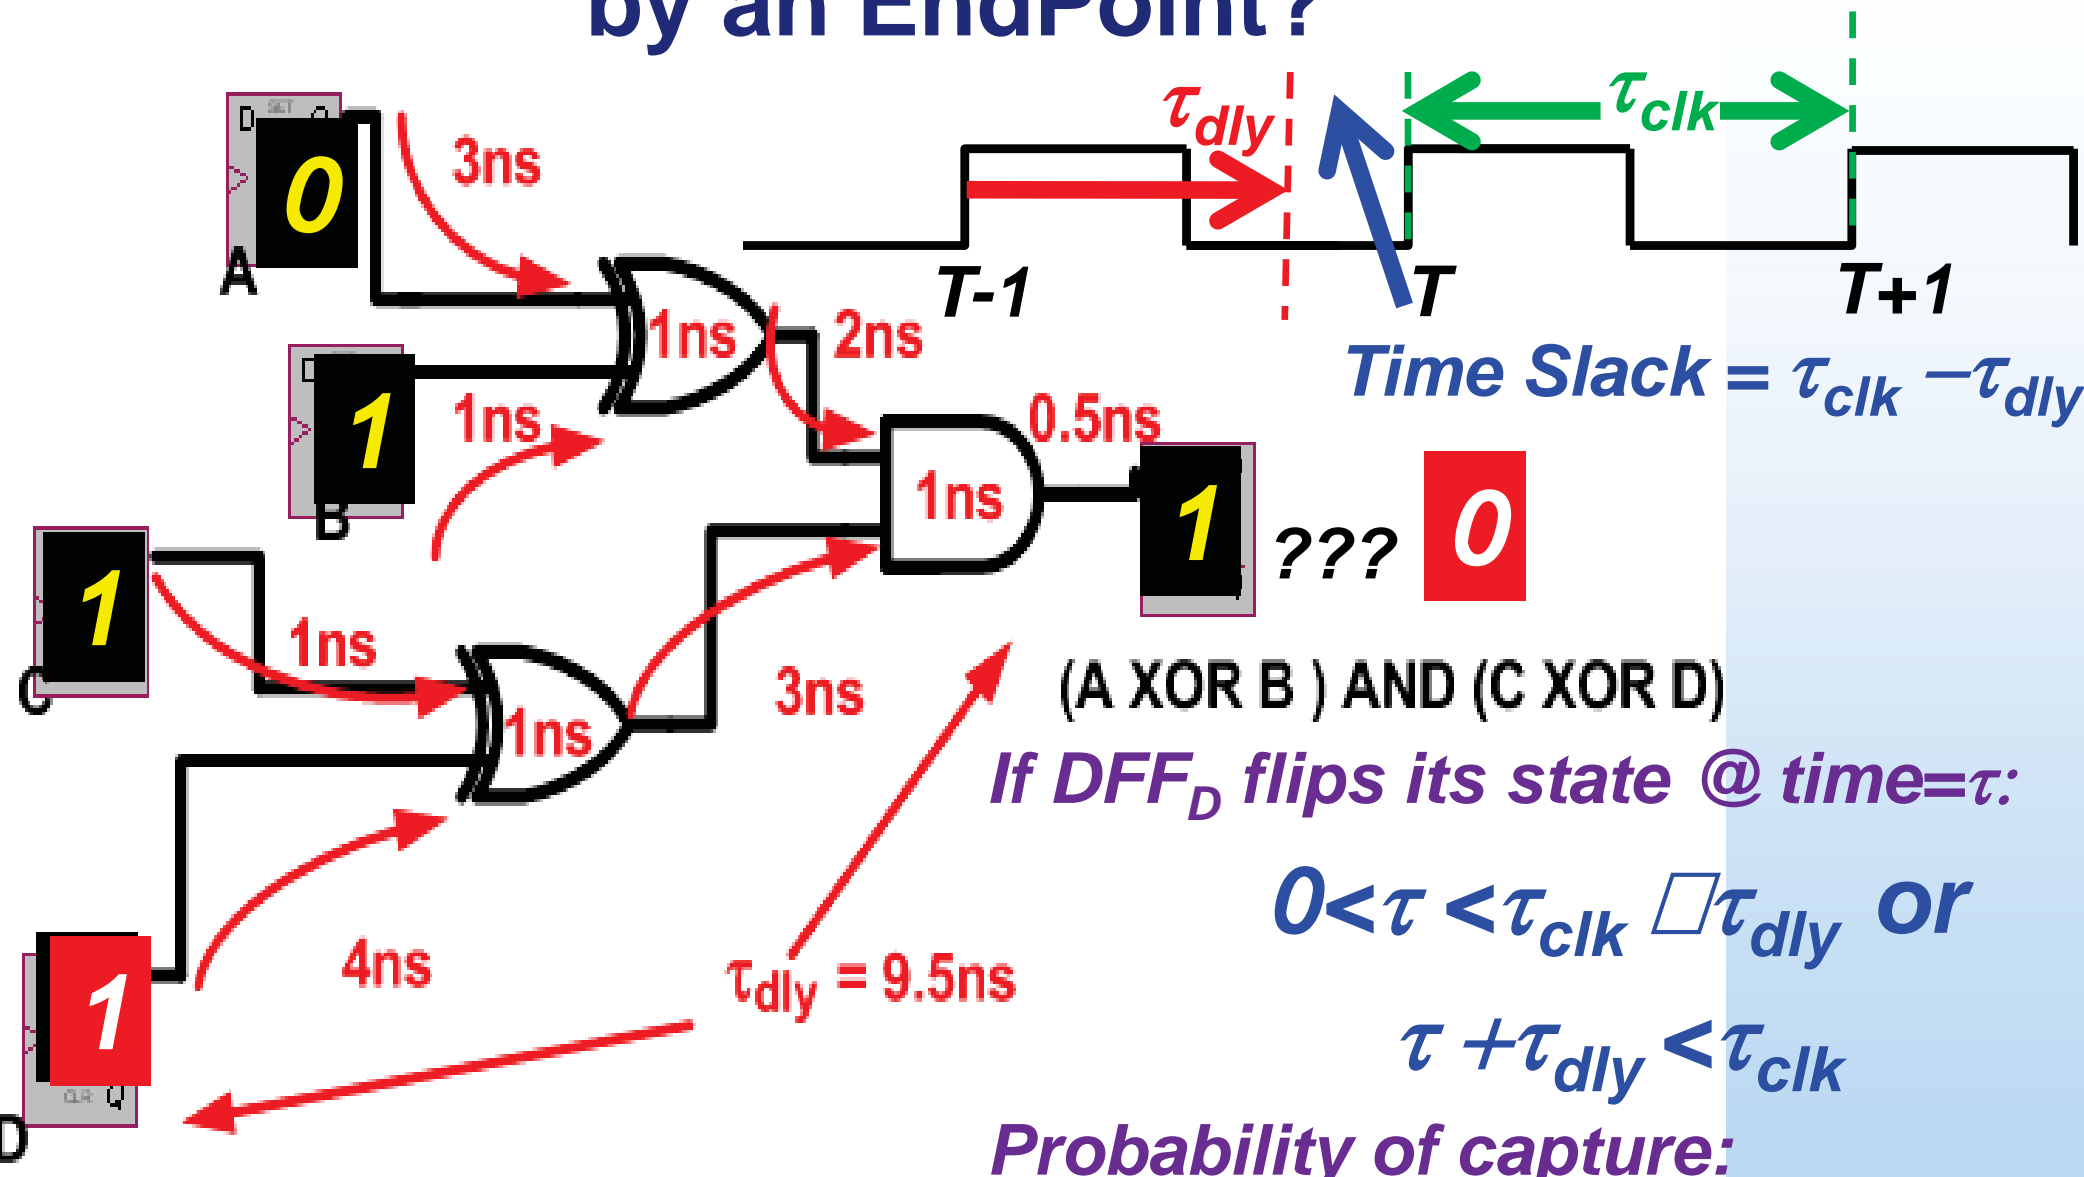 by an EndPoint?
D SET Q
0
A
3ns
τdly
τclk
T-1
T
T+1
1ns
2ns
Time Slack = τclk −τdly
1
B
1ns
0.5ns
1ns
1
???
0
1
C
1ns
1ns
3ns
(A XOR B ) AND (C XOR D)
If DFFD flips its state @ time=τ:
0<τ <τclk □τdly or
4ns
τdly = 9.5ns
1
CLR Q
D
τ +τdly <τclk
Probability of capture: